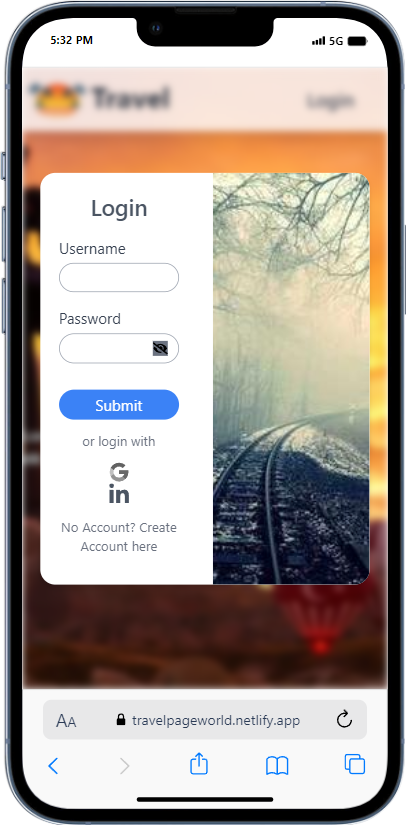 5:32 PM
5G
Travel
Login
Login
Username
Password
Submit
or login with
G
in
No Account? Create
Account here
AA
travelpageworld.netlify.app